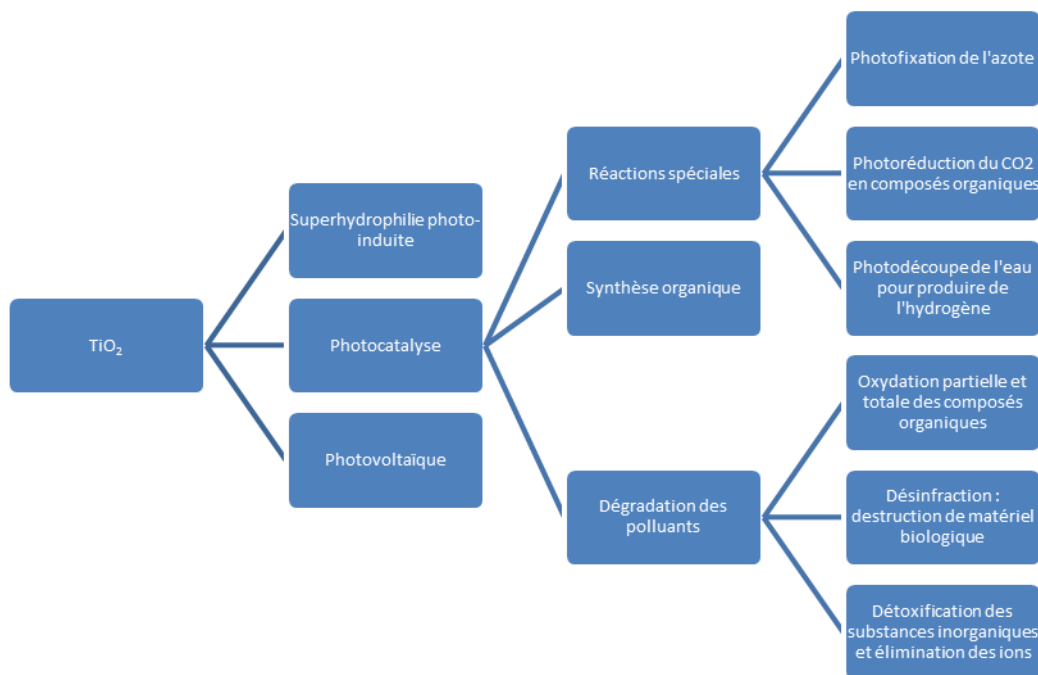 TiO₂
Superhydrophilie photo-
induite
Photocatalyse
Photovoltaïque
Réactions spéciales
Synthèse organique
Dégradation des
polluants
Photofixation de l'azote
Photoréduction du CO2
en composés organiques
Photodécoupe de l'eau
pour produire de
l'hydrogène
Oxydation partielle et
totale des composés
organiques
Désinfraction :
destruction de matériel
biologique
Détoxification des
substances inorganiques
et élimination des ions